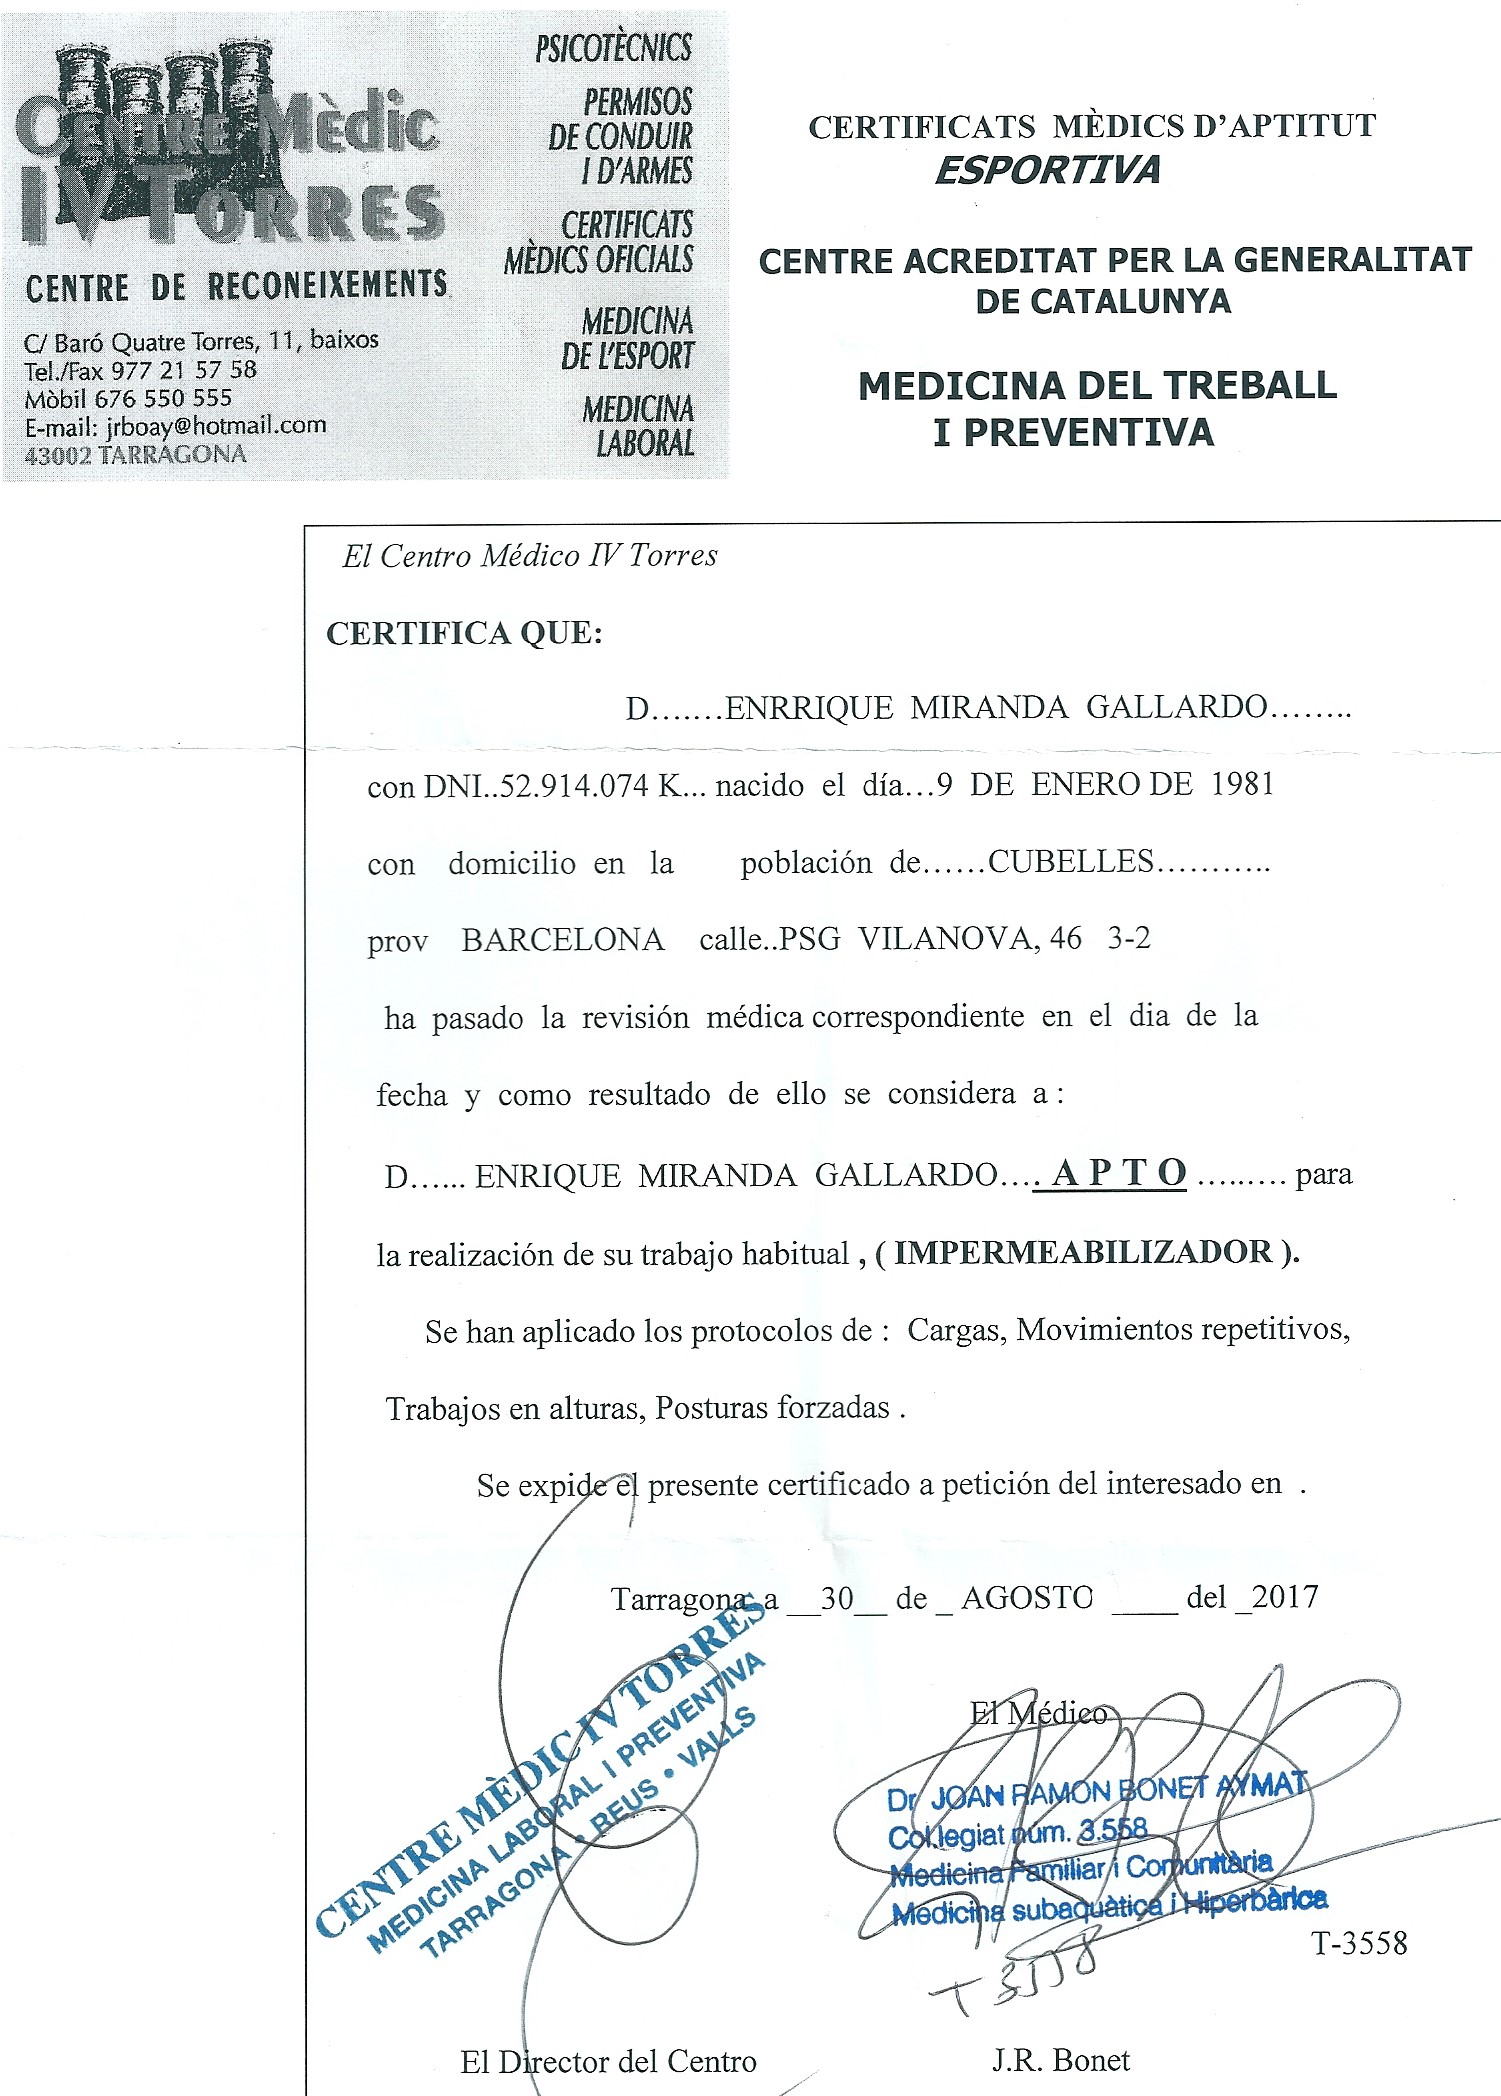 Centre Mèdic
IV Torres
CENTRE DE RECONEIXEMENTS
C/ Baró Quatre Torres, 11, baixos
Tel./Fax 977 21 57 58
Mòbil 676 550 555
E-mail: jrboay@hotmail.com
43002 TARRAGONA
PSICOTÈCNICS
PERMISOS
DE CONDUIR
I D'ARMES
CERTIFICATS
MÈDICS OFICIALS
MEDICINA
DE L'ESPORT
MEDICINA
LABORAL
CERTIFICATS MÈDICS D'APTITUT
ESPORTIVA
CENTRE ACREDITAT PER LA GENERALITAT
DE CATALUNYA
MEDICINA DEL TREBALL
I PREVENTIVA
El Centro Médico IV Torres
CERTIFICA QUE:
D…….ENRRIQUE MIRANDA GALLARDO……..
con DNI..52.914.074 K... nacido el día…9 DE ENERO DE 1981
con domicilio en la población de……CUBELLES………..
prov BARCELONA calle..PSG VILANOVA, 46 3-2
ha pasado la revisión médica correspondiente en el dia de la
fecha y como resultado de ello se considera a :
D…... ENRIQUE MIRANDA GALLARDO…. A P T O …..…. para
la realización de su trabajo habitual , ( IMPERMEABILIZADOR ).
Se han aplicado los protocolos de : Cargas, Movimientos repetitivos,
Trabajos en alturas, Posturas forzadas .
Se expide el presente certificado a petición del interesado en .
Tarragona a __30__ de _ AGOSTO ____ del _2017
CENTRE MÈDIC IV TORRES
MEDICINA LABORAL I PREVENTIVA
TARRAGONA • REUS • VALLS
El Médico
Dr JOAN RAMON BONET AYMAT
Col.legiat núm. 3.558
Medicina Familiar i Comunitària
Medicina subaquàtica i Hiperbàrica
T-3558
T 3558
El Director del Centro
J.R. Bonet